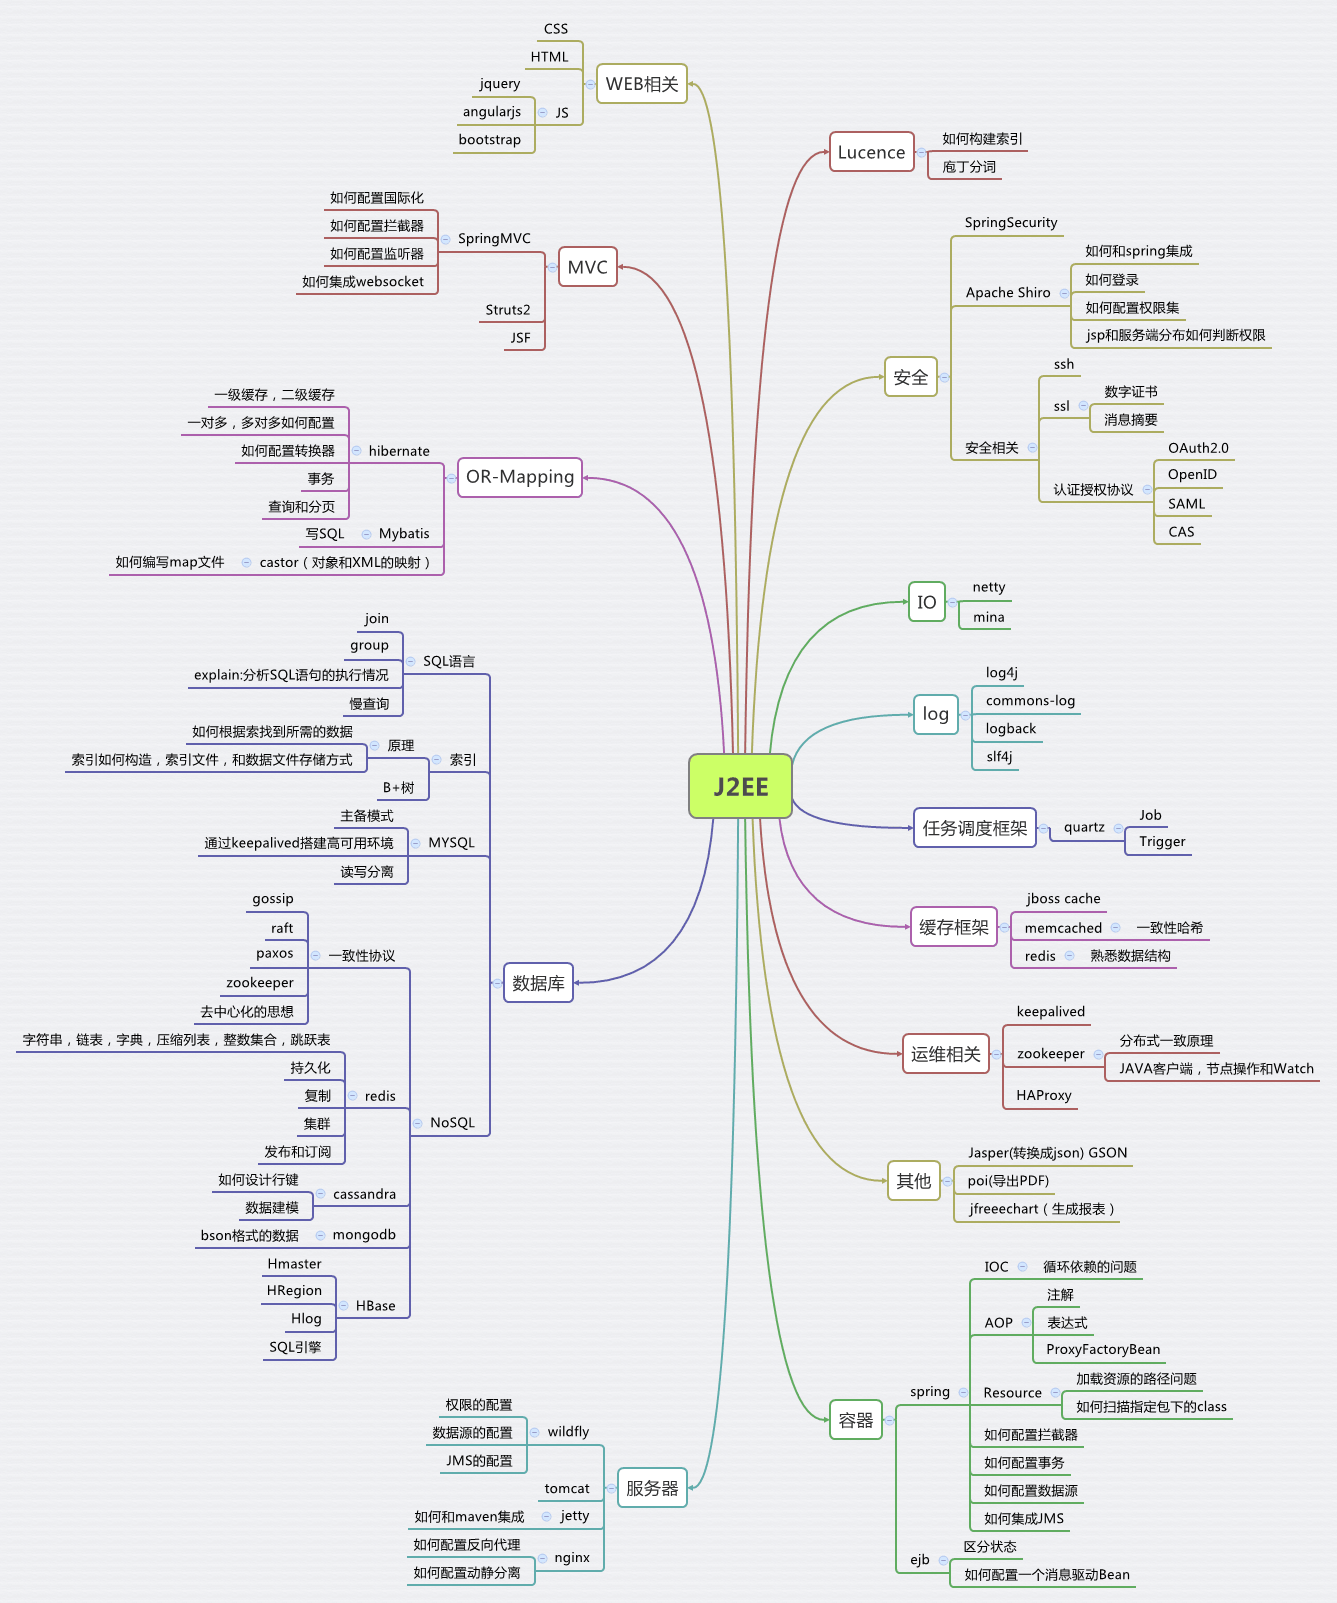 J2EE
WEB相关
CSS
HTML
JS
jquery
angularjs
bootstrap
MVC
SpringMVC
如何配置国际化
如何配置拦截器
如何配置监听器
如何集成websocket
Struts2
JSF
OR-Mapping
hibernate
一级缓存，二级缓存
一对多，多对多如何配置
如何配置转换器
事务
查询和分页
Mybatis
写SQL
castor（对象和XML的映射）
如何编写map文件
数据库
SQL语言
join
group
explain:分析SQL语句的执行情况
慢查询
索引
原理
如何根据索找到所需的数据
索引如何构造，索引文件，和数据文件存储方式
B+树
MYSQL
主备模式
通过keepalived搭建高可用环境
读写分离
NoSQL
一致性协议
gossip
raft
paxos
zookeeper
去中心化的思想
redis
字符串，链表，字典，压缩列表，整数集合，跳跃表
持久化
复制
集群
发布和订阅
cassandra
如何设计行键
数据建模
mongodb
bson格式的数据
HBase
Hmaster
HRegion
Hlog
SQL引擎
服务器
wildfly
权限的配置
数据源的配置
JMS的配置
tomcat
jetty
如何和maven集成
nginx
如何配置反向代理
如何配置动静分离
Lucence
如何构建索引
庖丁分词
安全
SpringSecurity
Apache Shiro
如何和spring集成
如何登录
如何配置权限集
jsp和服务端分布如何判断权限
安全相关
ssh
ssl
数字证书
消息摘要
认证授权协议
OAuth2.0
OpenID
SAML
CAS
IO
netty
mina
log
log4j
commons-log
logback
slf4j
任务调度框架
quartz
Job
Trigger
缓存框架
jboss cache
memcached
一致性哈希
redis
熟悉数据结构
运维相关
keepalived
zookeeper
分布式一致原理
JAVA客户端，节点操作和Watch
HAProxy
其他
Jasper(转换成json) GSON
poi(导出PDF)
jfreeechart（生成报表）
容器
spring
IOC
循环依赖的问题
AOP
注解
表达式
ProxyFactoryBean
Resource
加载资源的路径问题
如何扫描指定包下的class
如何配置拦截器
如何配置事务
如何配置数据源
如何集成JMS
ejb
区分状态
如何配置一个消息驱动Bean